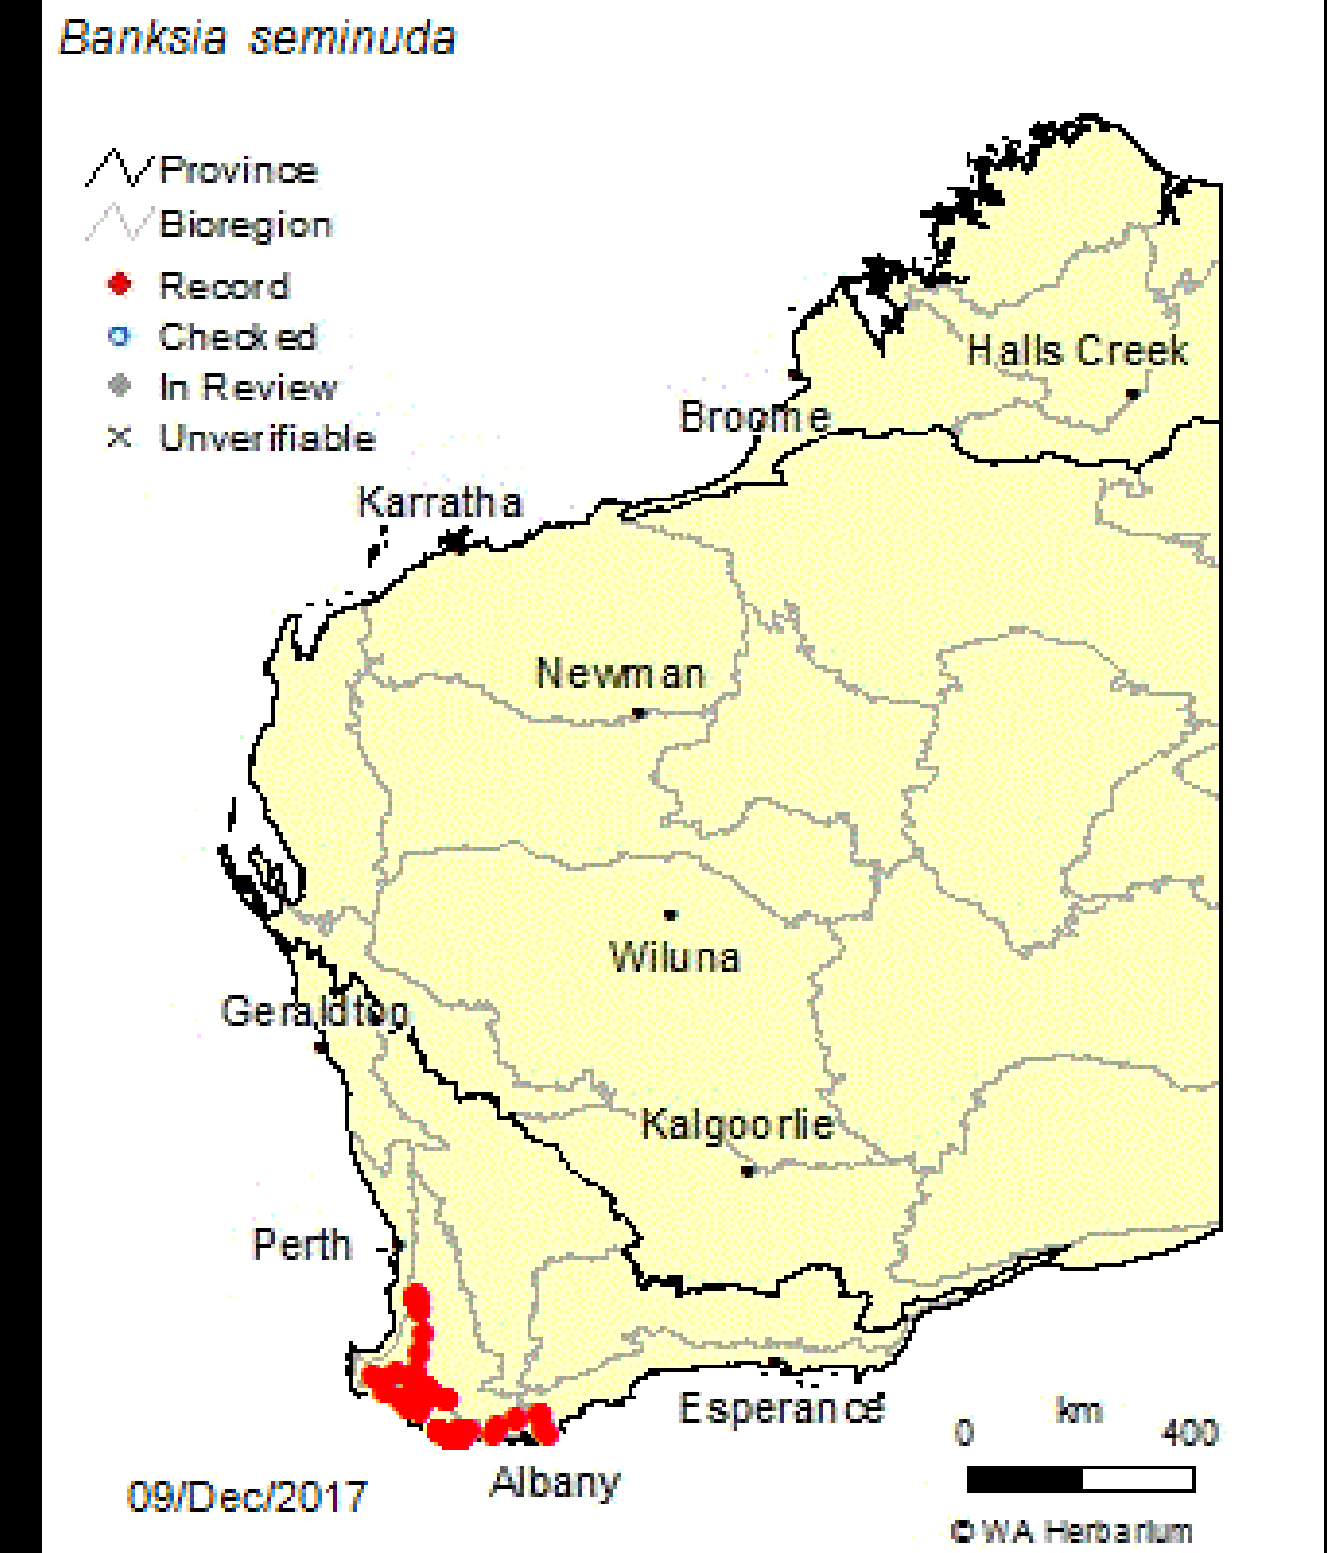 Banksia seminuda
Province
Bioregion
Record
Checked
In Review
Unverifiable
Halls Creek
Broome
Karratha
Newman
Wiluna
Geraldton
Kalgoorlie
Perth
Esperance
km
0 400
Albany
09/Dec/2017
© WA Herbarium